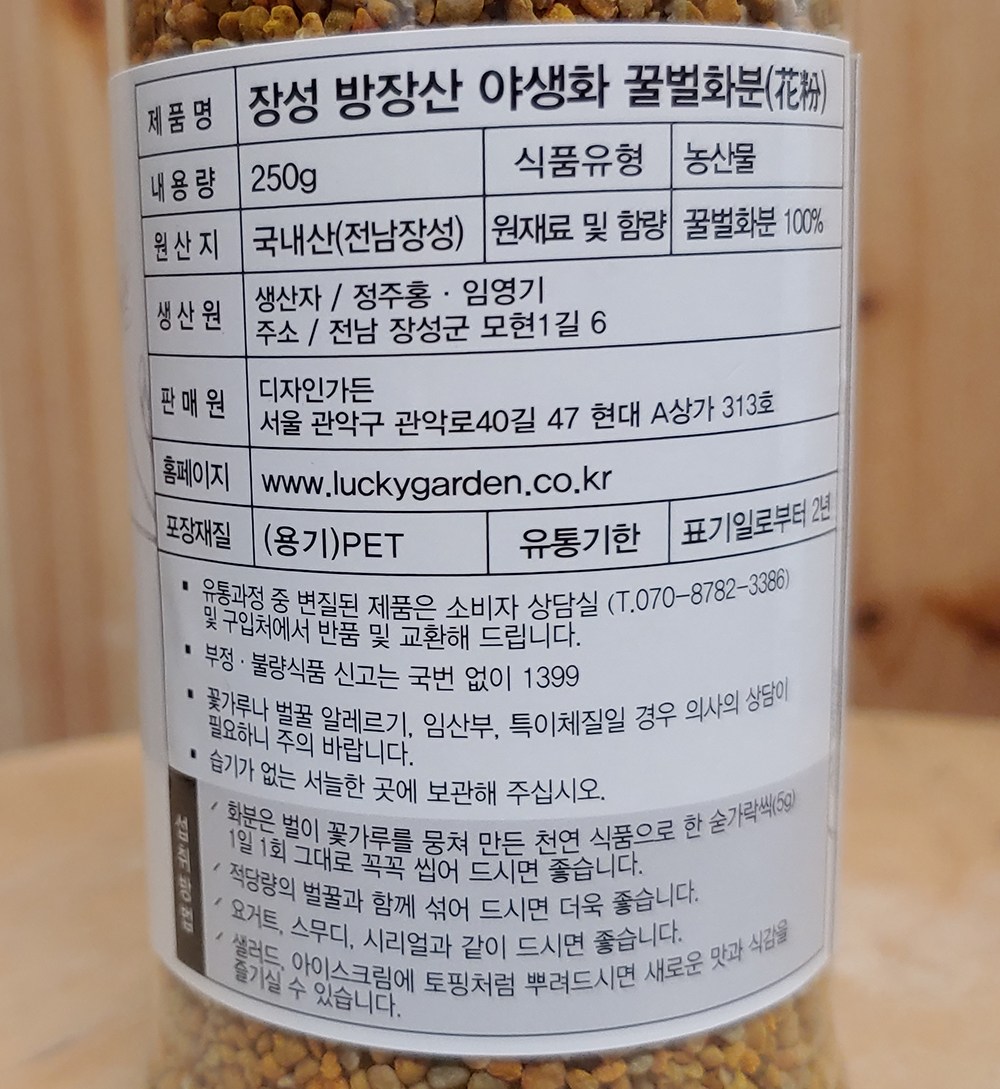 제품명 장성 방장산 야생화 꿀벌화분(花粉)
내용량 250g 식품유형 농산물
원산지 국내산(전남장성) 원재료 및 함량 꿀벌화분 100%
생산원 생산자 / 정주홍 · 임영기
주소 / 전남 장성군 모현1길 6
판매원 디자인가든
서울 관악구 관악로40길 47 현대 A상가 313호
홈페이지 www.luckygarden.co.kr
포장재질 (용기)PET 유통기한 표기일로부터 2년
▪ 유통과정 중 변질된 제품은 소비자 상담실 (T.070-8782-3386)
및 구입처에서 반품 및 교환해 드립니다.
▪ 부정 · 불량식품 신고는 국번 없이 1399
▪ 꽃가루나 벌꿀 알레르기, 임산부, 특이체질일 경우 의사의 상담이
필요하니 주의 바랍니다.
▪ 습기가 없는 서늘한 곳에 보관해 주십시오.
섭취방법
✓ 화분은 벌이 꽃가루를 뭉쳐 만든 천연 식품으로 한 숟가락씩(5g)
1일 1회 그대로 꼭꼭 씹어 드시면 좋습니다.
✓ 적당량의 벌꿀과 함께 섞어 드시면 더욱 좋습니다.
✓ 요거트, 스무디, 시리얼과 같이 드시면 좋습니다.
✓ 샐러드, 아이스크림에 토핑처럼 뿌려드시면 새로운 맛과 식감을
즐기실 수 있습니다.